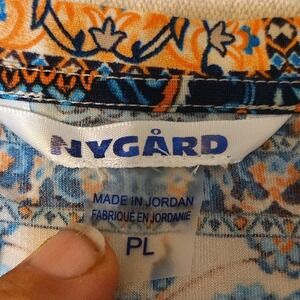 NYGÅRD
MADE IN JORDAN
FABRIQUÉ EN JORDANIE
PL